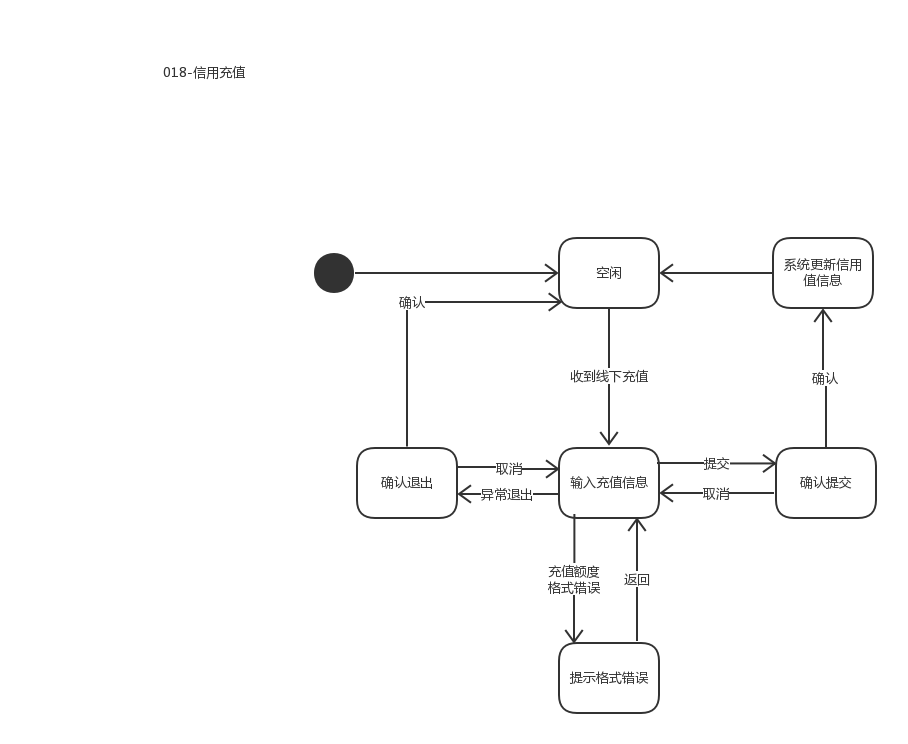 018-信用充值
空闲
系统更新信用
值信息
确认
收到线下充值
确认
确认退出
取消
异常退出
输入充值信息
提交
取消
确认提交
充值额度
格式错误
返回
提示格式错误